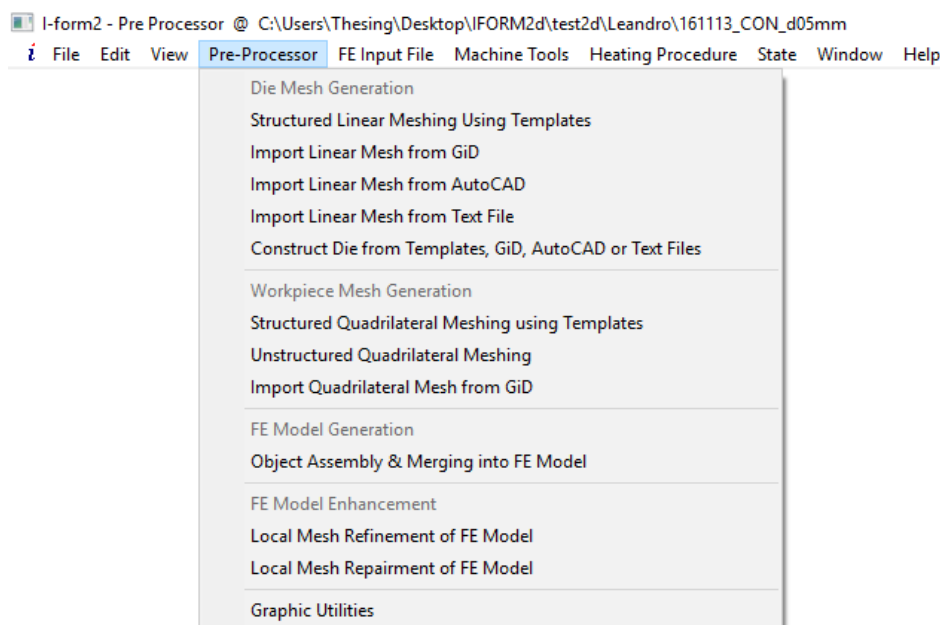 I-form2 - Pre Processor @ C:\Users\Thesing\Desktop\IFORM2d\test2d\Leandro\161113_CON_d05mm
i File Edit View Pre-Processor FE Input File Machine Tools Heating Procedure State Window Help
Die Mesh Generation
Structured Linear Meshing Using Templates
Import Linear Mesh from GiD
Import Linear Mesh from AutoCAD
Import Linear Mesh from Text File
Construct Die from Templates, GiD, AutoCAD or Text Files
Workpiece Mesh Generation
Structured Quadrilateral Meshing using Templates
Unstructured Quadrilateral Meshing
Import Quadrilateral Mesh from GiD
FE Model Generation
Object Assembly & Merging into FE Model
FE Model Enhancement
Local Mesh Refinement of FE Model
Local Mesh Repairment of FE Model
Graphic Utilities